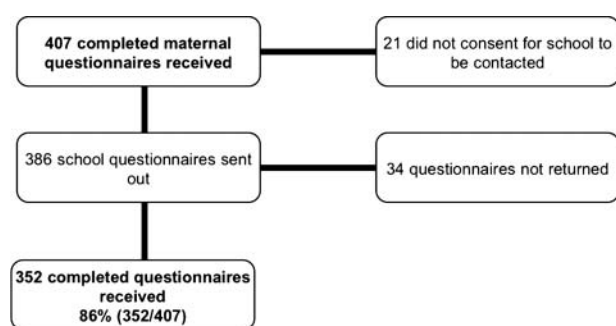 407 completed maternal
questionnaires received
21 did not consent for school to
be contacted
386 school questionnaires sent
out
34 questionnaires not returned
352 completed questionnaires
received
86% (352/407)